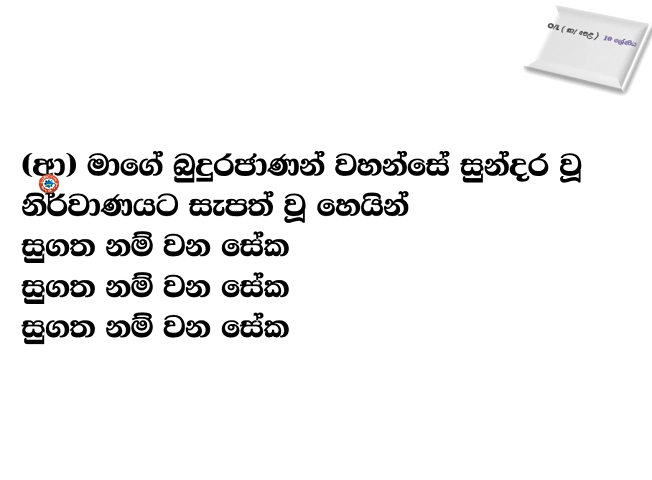 O/L ( සා/ පෙළ ) 10 ශ්‍රේණිය
(ආ) මාගේ බුදුරජාණන් වහන්සේ සුන්දර වූ
නිර්වාණයට සැපත් වූ හෙයින්
සුගත නම් වන සේක
සුගත නම් වන සේක
සුගත නම් වන සේක